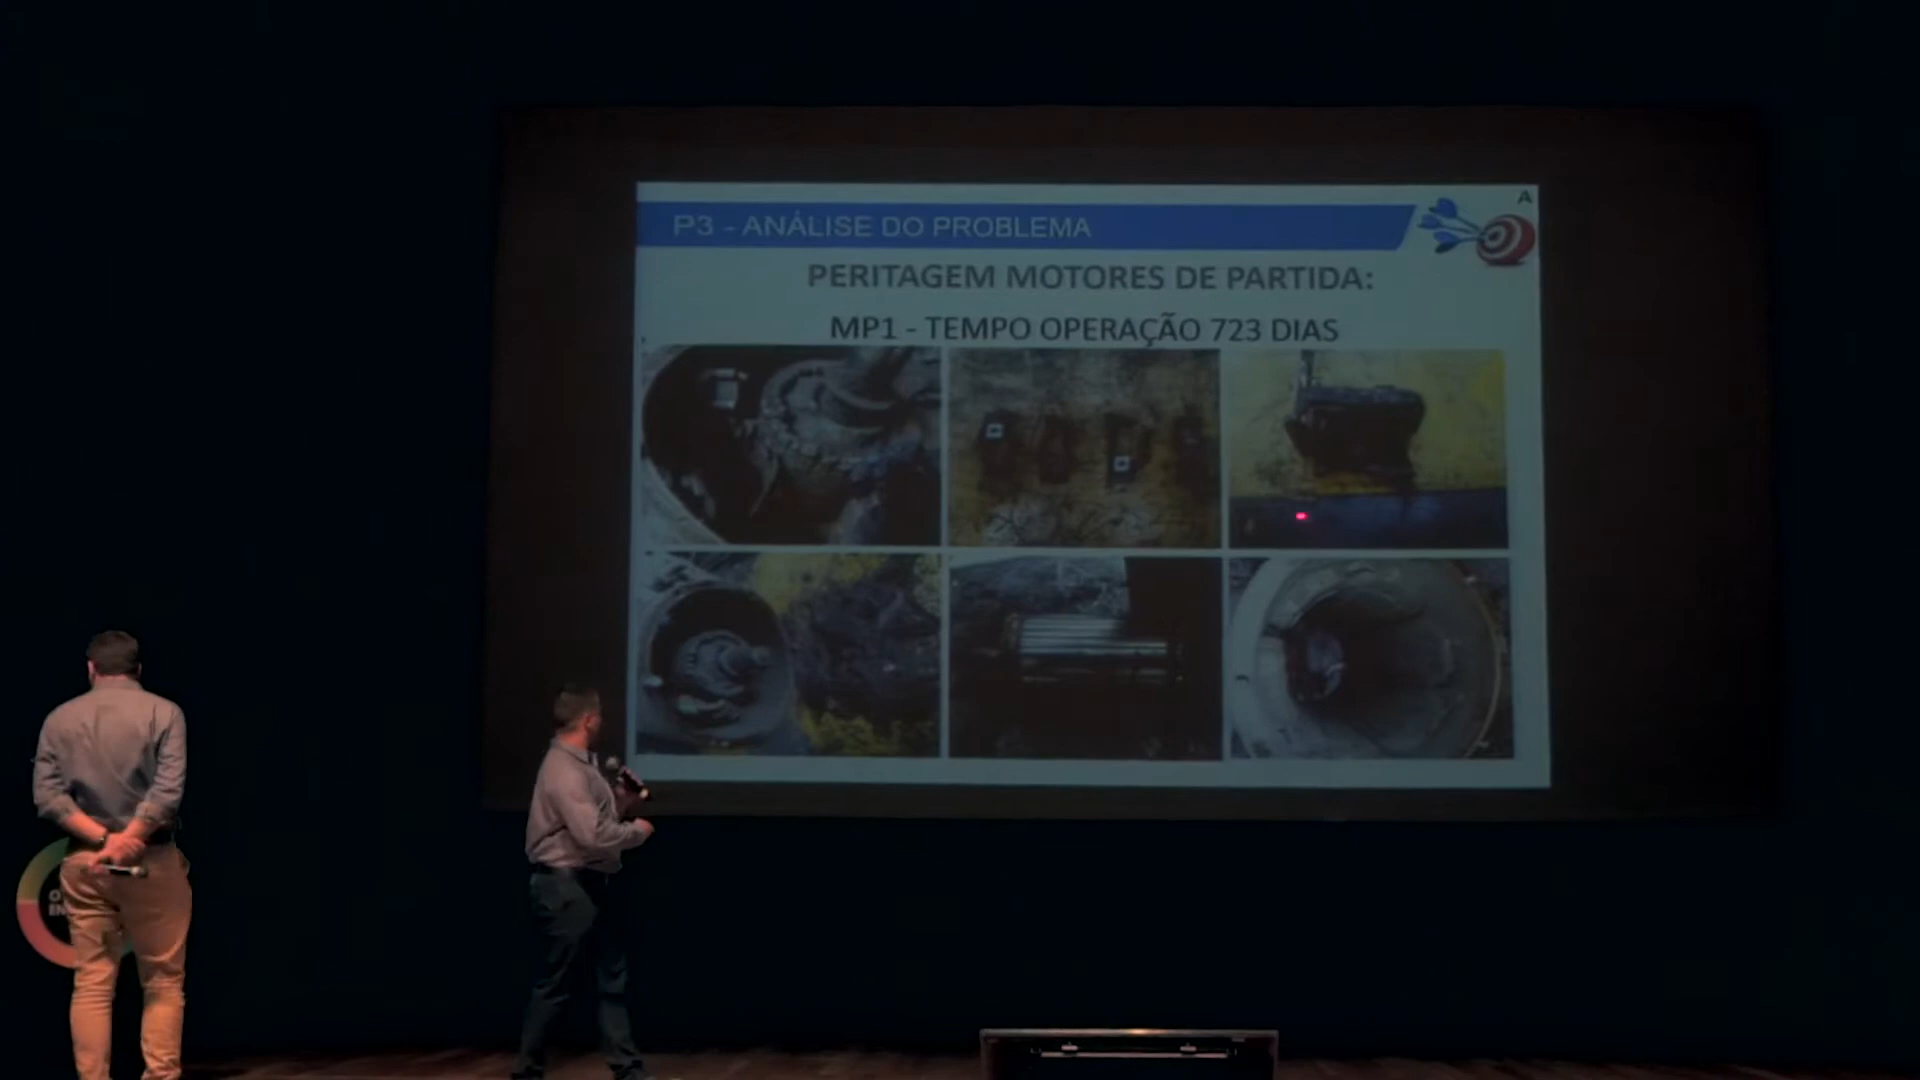 A
P3 - ANÁLISE DO PROBLEMA
PERITAGEM MOTORES DE PARTIDA:
MP1 - TEMPO OPERAÇÃO 723 DIAS